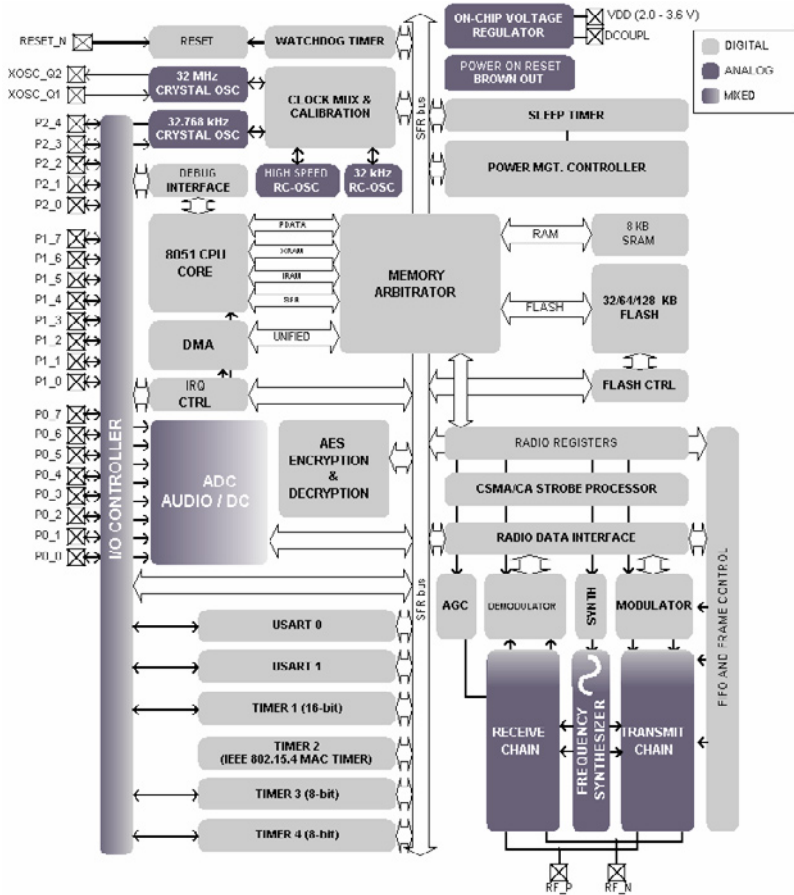 RESET_N
XOSC_Q2
XOSC_Q1
P2_4
P2_3
P2_2
P2_1
P2_0
P1_7
P1_6
P1_5
P1_4
P1_3
P1_2
P1_1
P1_0
P0_7
P0_6
P0_5
P0_4
P0_3
P0_2
P0_1
P0_0
I/O CONTROLLER
RESET
WATCHDOG TIMER
32 MHz
CRYSTAL OSC
32.768 kHz
CRYSTAL OSC
CLOCK MUX &
CALIBRATION
DEBUG
INTERFACE
HIGH SPEED
RC-OSC
32 kHz
RC-OSC
8051 CPU
CORE
PDATA
XRAM
IRAM
SFR
DMA
UNIFIED
IRQ
CTRL
MEMORY
ARBITRATOR
ADC
AUDIO / DC
AES
ENCRYPTION
&
DECRYPTION
USART 0
USART 1
TIMER 1 (16-bit)
TIMER 2
(IEEE 802.15.4 MAC TIMER)
TIMER 3 (8-bit)
TIMER 4 (8-bit)
SFR bus
SFR bus
ON-CHIP VOLTAGE
REGULATOR
VDD (2.0 - 3.6 V)
DCOUPL
POWER ON RESET
BROWN OUT
DIGITAL
ANALOG
MIXED
SLEEP TIMER
POWER MGT. CONTROLLER
RAM
8 KB
SRAM
FLASH
32/64/128 KB
FLASH
FLASH CTRL
RADIO REGISTERS
CSMA/CA STROBE PROCESSOR
RADIO DATA INTERFACE
AGC
DEMODULATOR
SYNTH
MODULATOR
RECEIVE
CHAIN
FREQUENCY
SYNTHESIZER
TRANSMIT
CHAIN
FIFO AND FRAME CONTROL
RF_P
RF_N